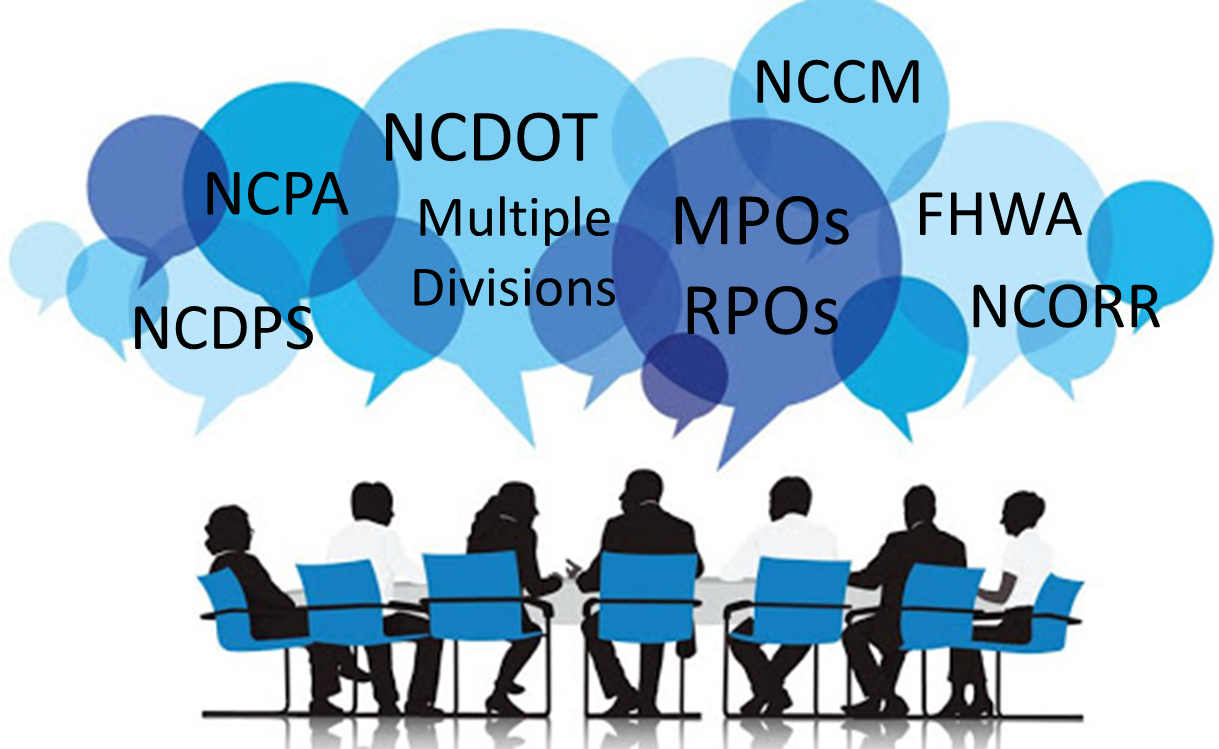 NCCM
NCDOT
NCPA
Multiple
Divisions
MPOs
RPOs
FHWA
NCDPS
NCORR